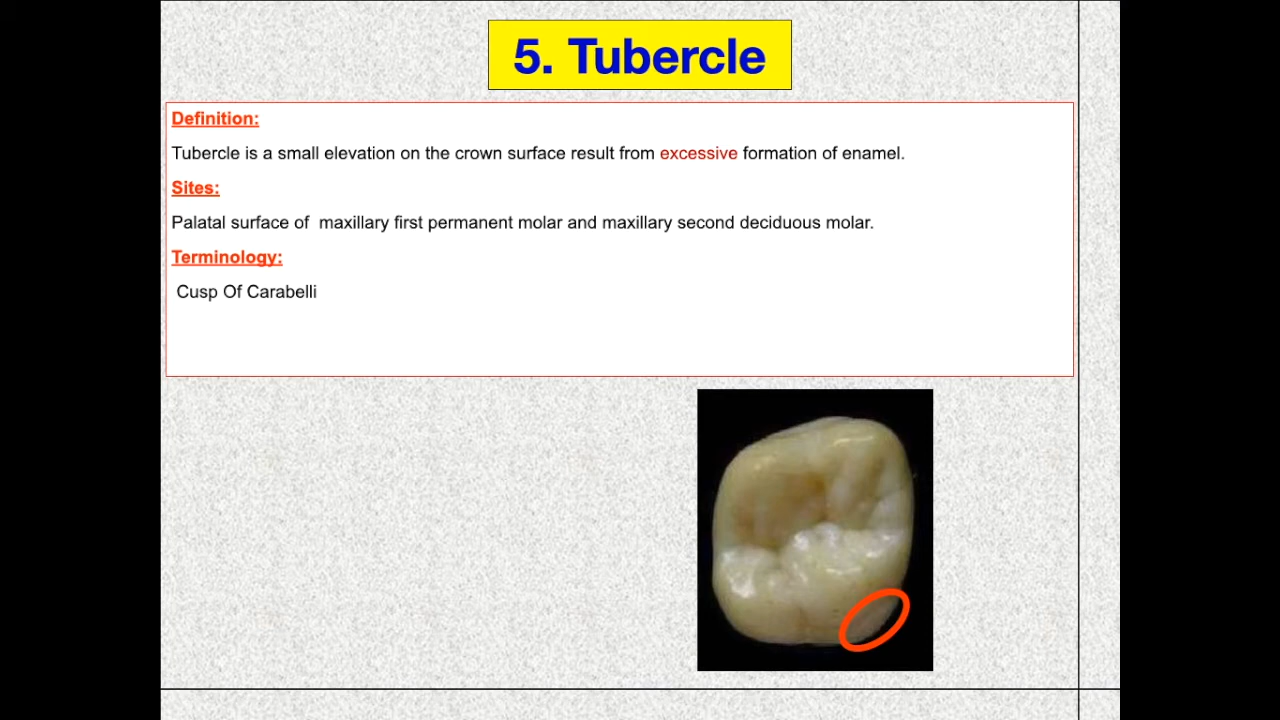 5. Tubercle
Definition:
Tubercle is a small elevation on the crown surface result from excessive formation of enamel.
Sites:
Palatal surface of  maxillary first permanent molar and maxillary second deciduous molar.
Terminology:
Cusp Of Carabelli